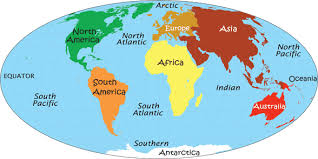 Arctic
North
America
North
Atlantic
Europe
Asia
North
Pacific
EQUATOR
Africa
Oceania
South
Pacific
South
America
South
Atlantic
Indian
Australia
Southern
Antarctica